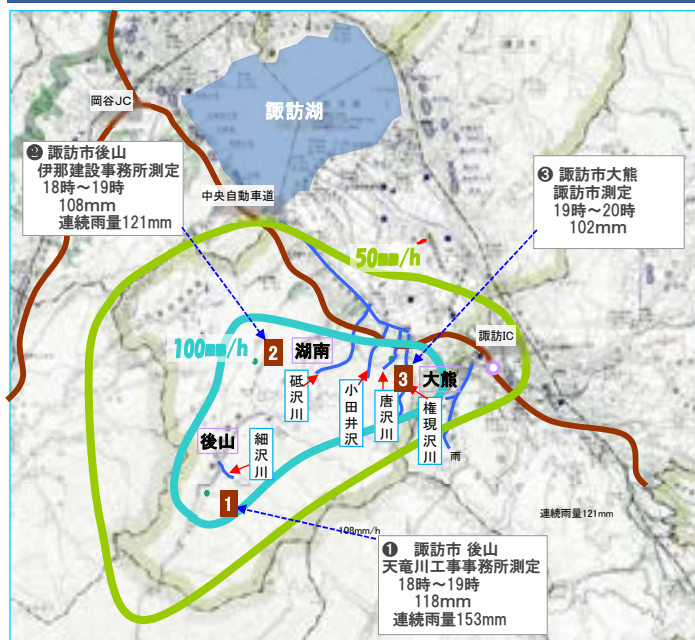 諏訪湖
岡谷JC
❷ 諏訪市後山
伊那建設事務所測定
18時～19時
108mm
連続雨量121mm
中央自動車道
❸ 諏訪市大熊
諏訪市測定
19時～20時
102mm
50mm/h
100mm/h
諏訪IC
2
湖南
3
大熊
砥沢川
小田井沢
唐沢川
権現沢川
後山
細沢川
雨
1
連続雨量121mm
108mm/h
❶ 諏訪市 後山
天竜川工事事務所測定
18時～19時
118mm
連続雨量153mm